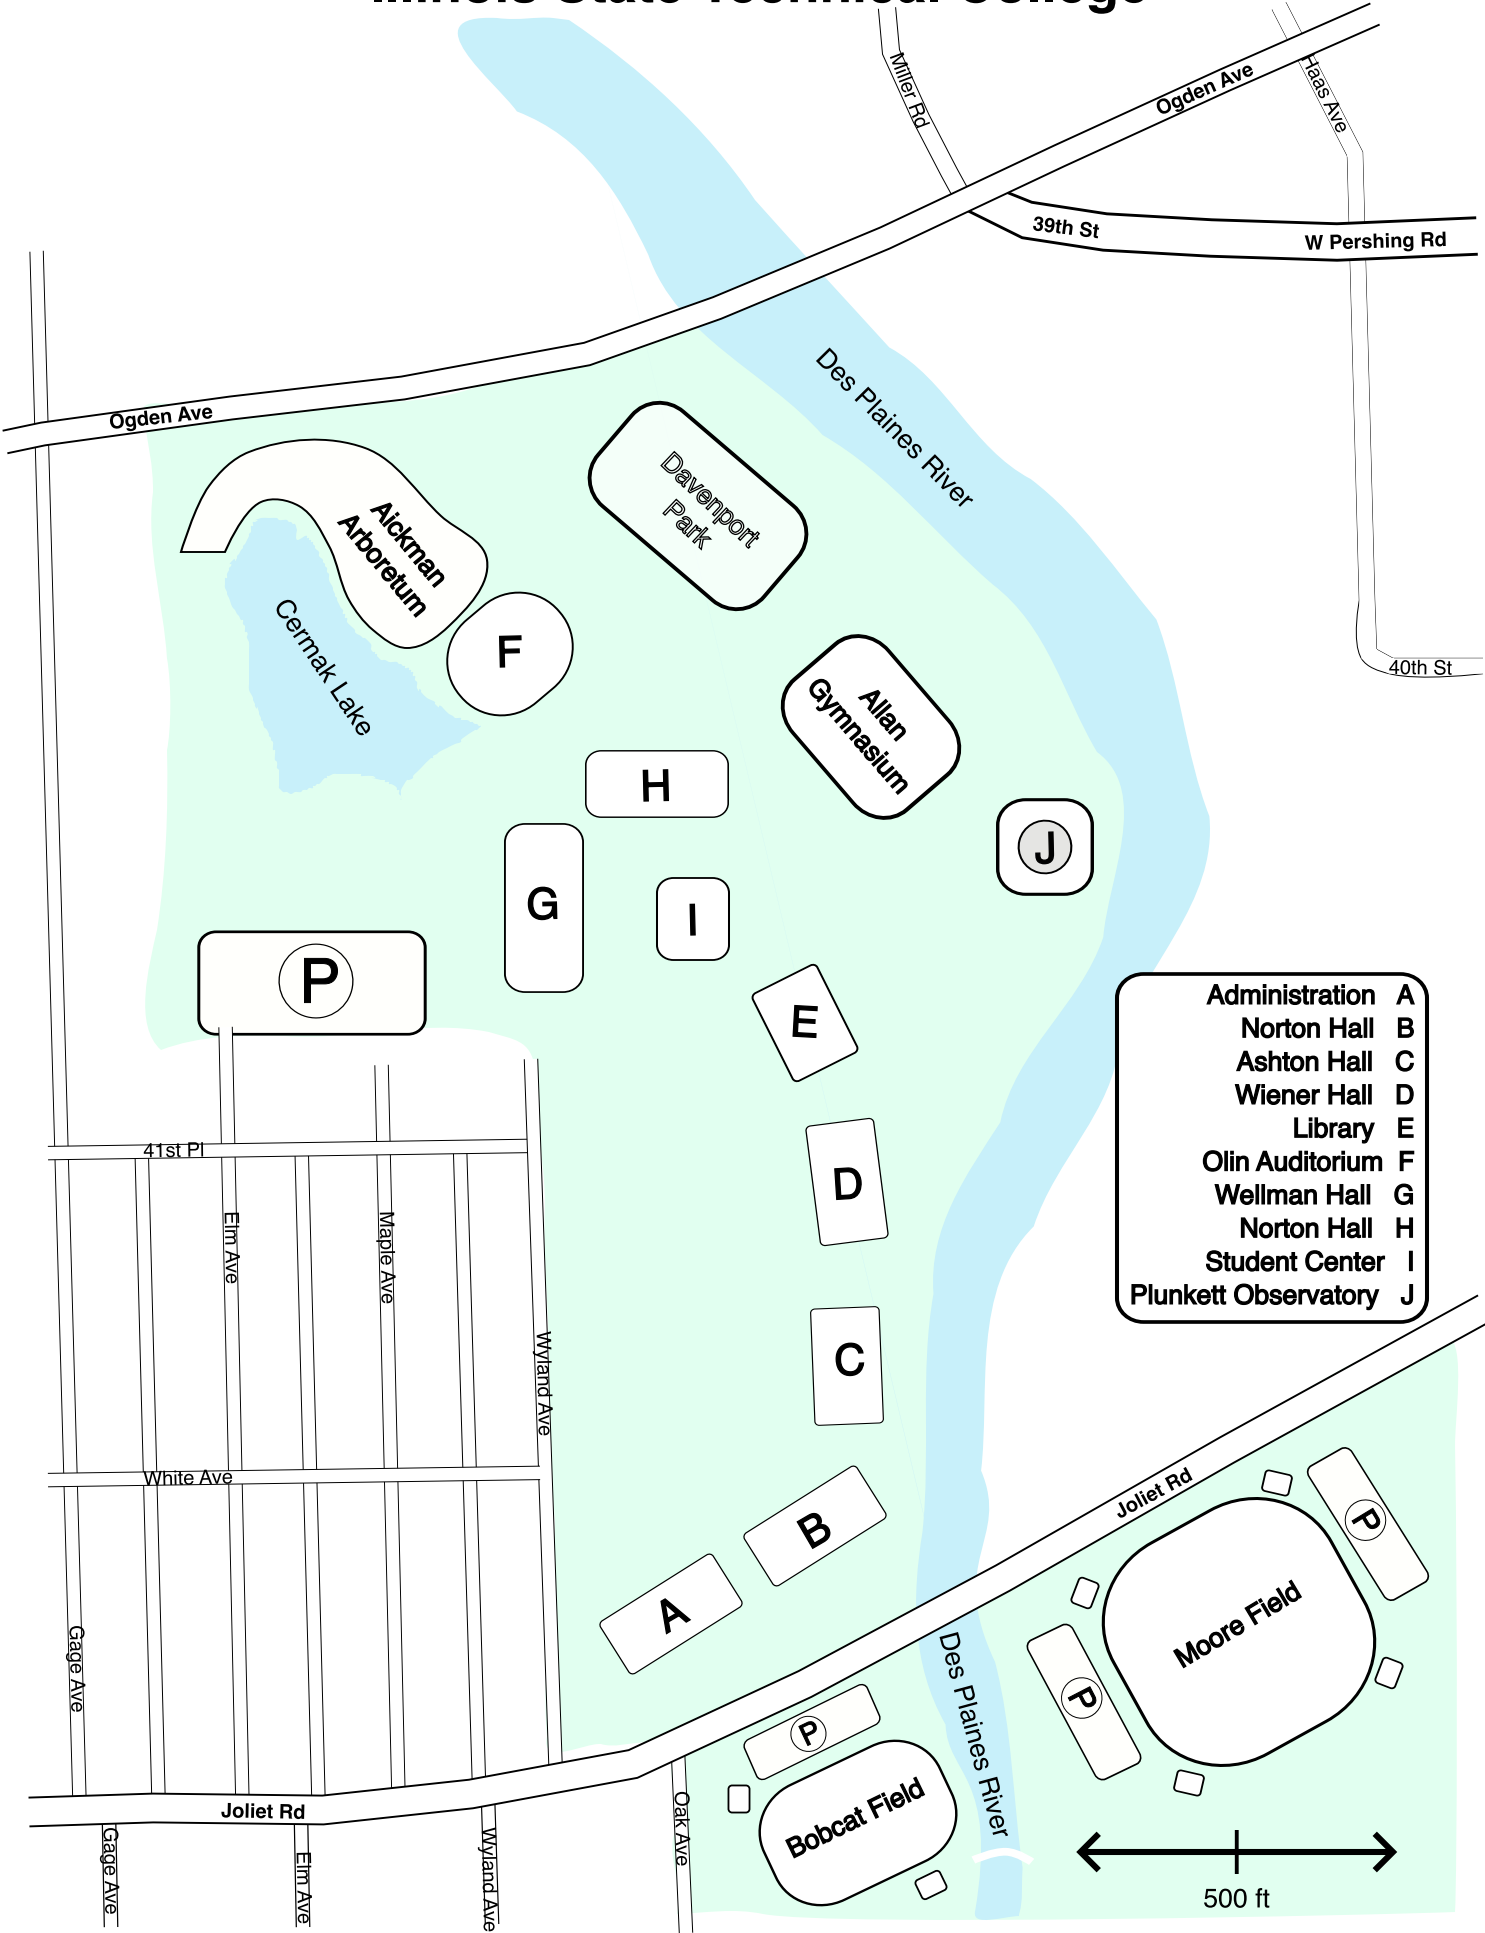 Illinois State Technical College
Miller Rd
Ogden Ave
Haas Ave
39th St
W Pershing Rd
Des Plaines River
Ogden Ave
Davenport
Park
Aickman
Arboretum
Cermak Lake
F
40th St
Allan
Gymnasium
H
J
G
I
P
E
Administration A
Norton Hall B
Ashton Hall C
Wiener Hall D
Library E
Olin Auditorium F
Wellman Hall G
Norton Hall H
Student Center I
Plunkett Observatory J
41st Pl
D
Elm Ave
Maple Ave
Wyland Ave
C
White Ave
Joliet Rd
P
B
A
Moore Field
Gage Ave
Des Plaines River
P
P
Joliet Rd
Bobcat Field
Gage Ave
Elm Ave
Wyland Ave
Oak Ave
500 ft